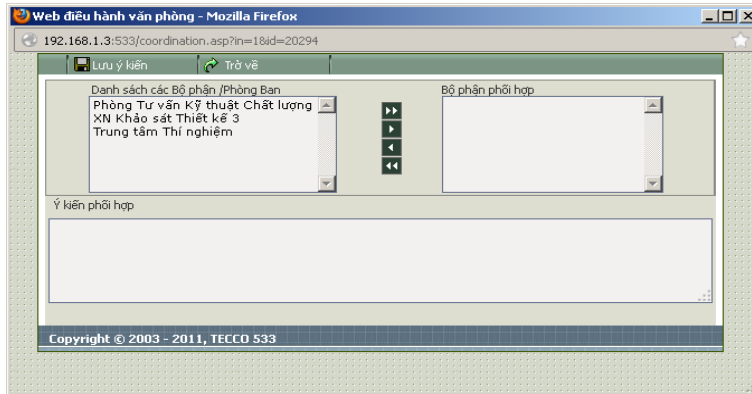 Web điều hành văn phòng - Mozilla Firefox
192.168.1.3:533/coordination.asp?in=1&id=20294
Lưu ý kiến
Trở về
Danh sách các Bộ phận /Phòng Ban
Bộ phận phối hợp
Phòng Tư vấn Kỹ thuật Chất lượng
XN Khảo sát Thiết kế 3
Trung tâm Thí nghiệm
Ý kiến phối hợp
Copyright © 2003 - 2011, TECCO 533